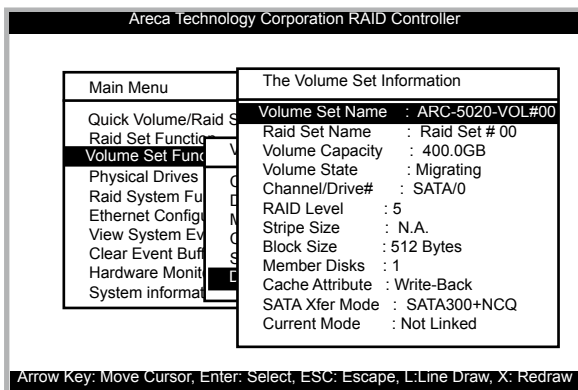 Areca Technology Corporation RAID Controller
Main Menu
Quick Volume/Raid S
Raid Set Function
Volume Set Func
Physical Drives
Raid System Fu
Ethernet Configu
View System Ev
Clear Event Buff
Hardware Monit
System informat
The Volume Set Information
Volume Set Name : ARC-5020-VOL#00
Raid Set Name : Raid Set # 00
Volume Capacity : 400.0GB
Volume State : Migrating
Channel/Drive# : SATA/0
RAID Level : 5
Stripe Size : N.A.
Block Size : 512 Bytes
Member Disks : 1
Cache Attribute : Write-Back
SATA Xfer Mode : SATA300+NCQ
Current Mode : Not Linked
Arrow Key: Move Cursor, Enter: Select, ESC: Escape, L:Line Draw, X: Redraw